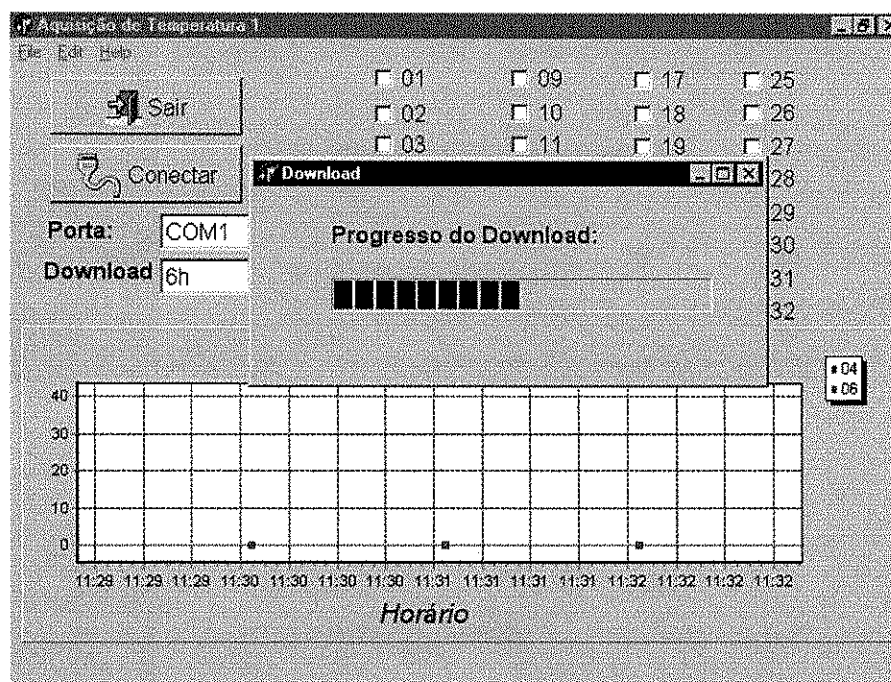 Aquisição de Temperatura 1
File Edit Help
Sair
Conectar
Porta: COM1
Download 6h
01 09 17 25
02 10 18 26
03 11 19 27
28
29
30
31
32
Download
Progresso do Download:
04
06
40
30
20
10
0
11:29 11:29 11:29 11:30 11:30 11:30 11:30 11:31 11:31 11:31 11:31 11:32 11:32 11:32 11:32
Horário